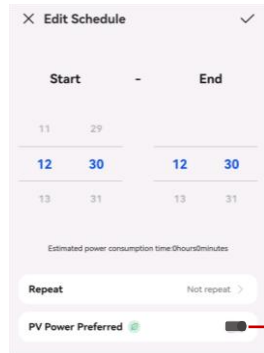 Edit Schedule
Start - End
11 29
12 30 12 30
13 31 13 31
Estimated power consumption time:0hours0minutes
Repeat Not repeat
PV Power Preferred